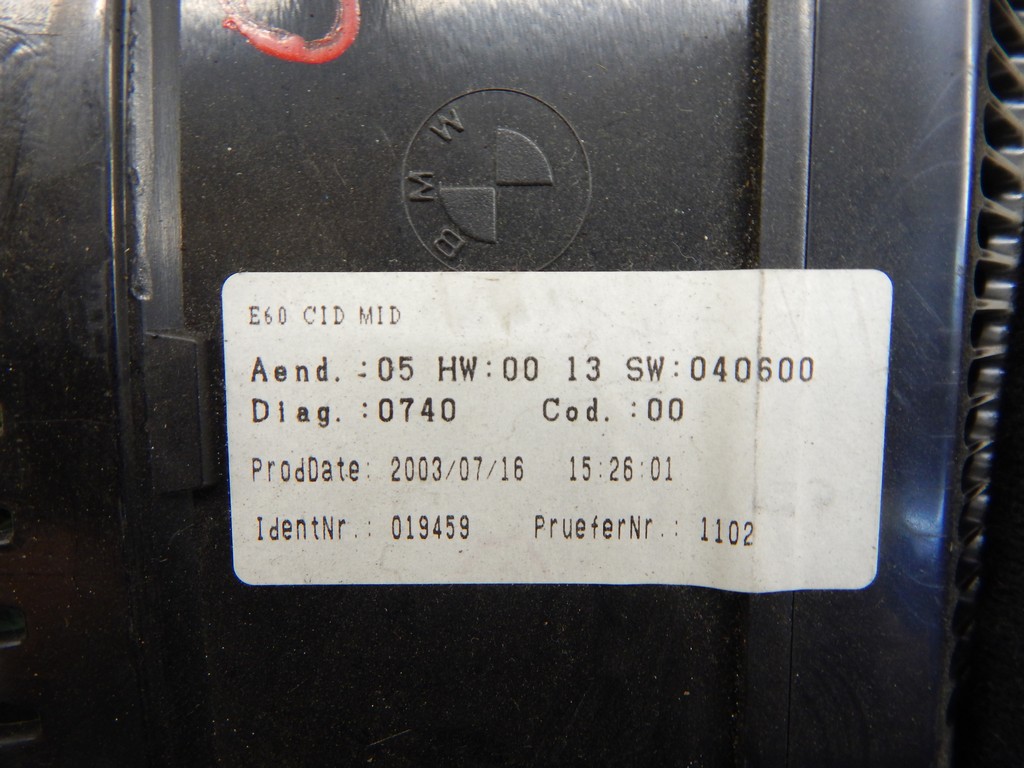 BMW
E60 CID MID
Aend.:05 HW:00 13 SW:040600
Diag.:0740 Cod.:00
ProdDate: 2003/07/16 15:26:01
IdentNr.: 019459 PrueferNr.: 1102